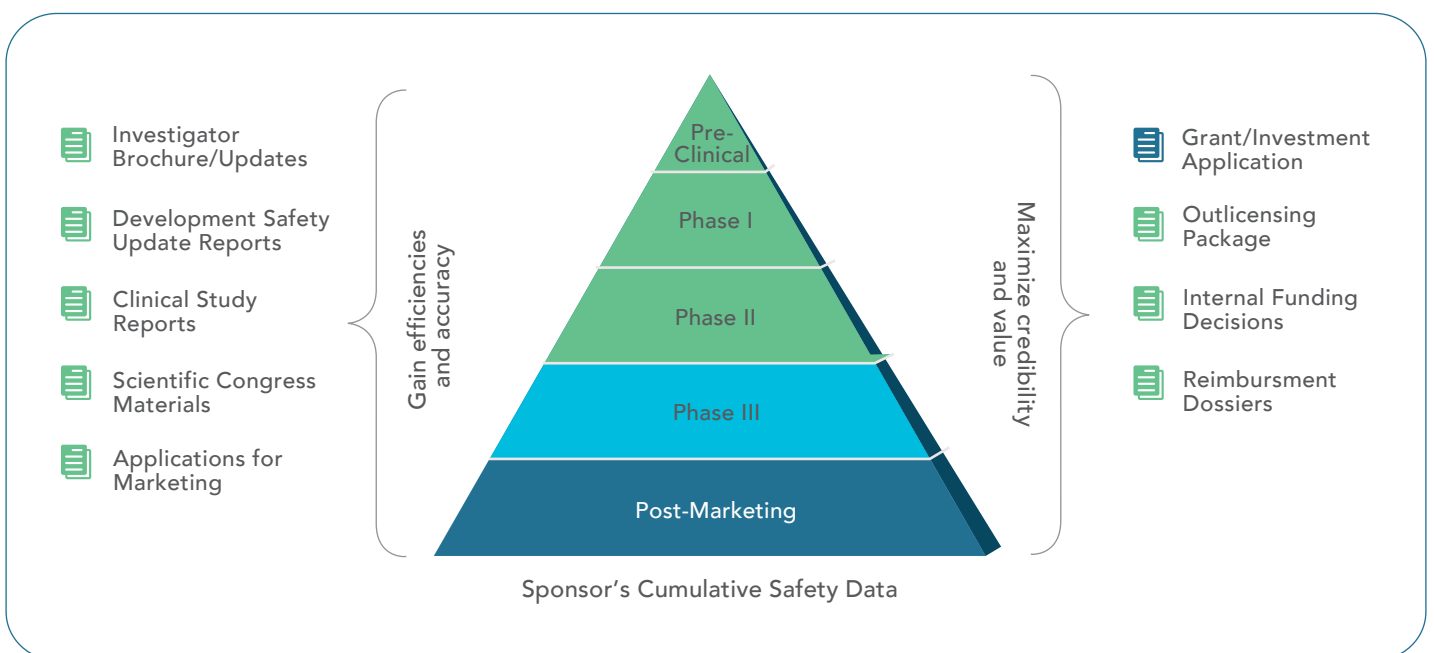 Investigator
Brochure/Updates
Development Safety
Update Reports
Clinical Study
Reports
Scientific Congress
Materials
Applications for
Marketing
Gain efficiencies
and accuracy
Pre-
Clinical
Phase I
Phase II
Phase III
Post-Marketing
Sponsor's Cumulative Safety Data
Maximize credibility
and value
Grant/Investment
Application
Outlicensing
Package
Internal Funding
Decisions
Reimbursment
Dossiers